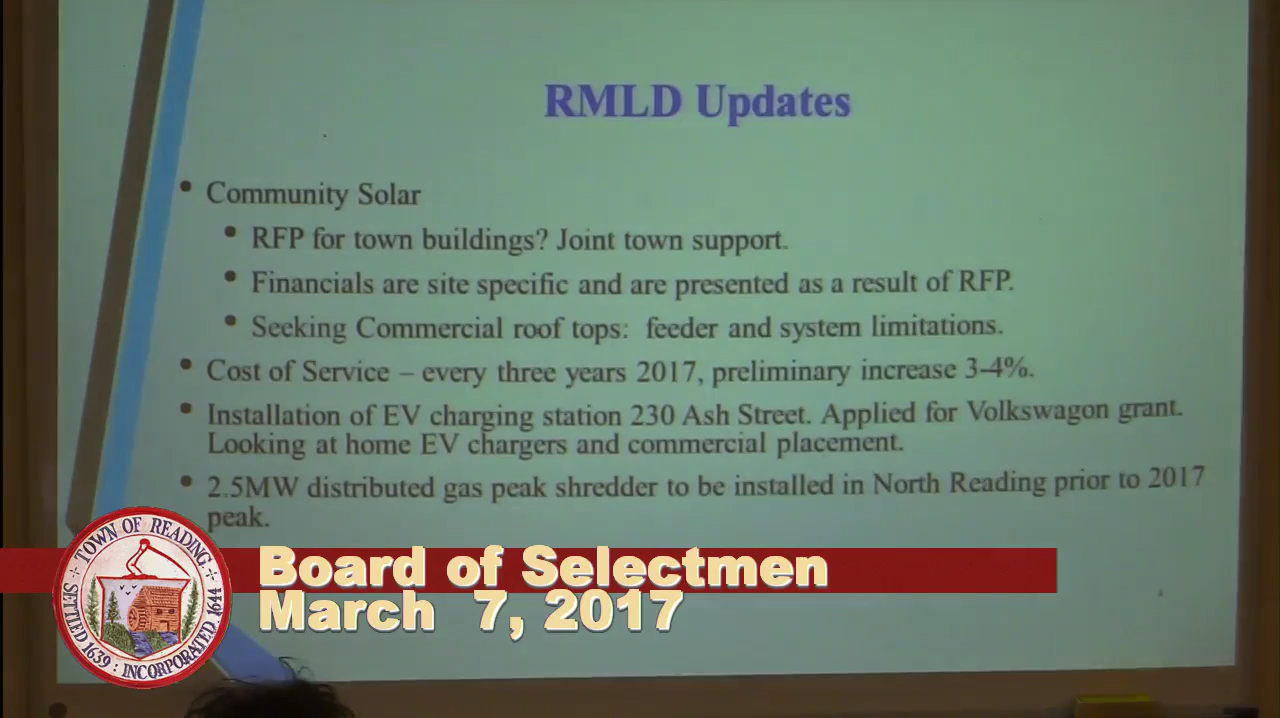 RMLD Updates
• Community Solar
• RFP for town buildings? Joint town support.
• Financials are site specific and are presented as a result of RFP.
• Seeking Commercial roof tops: feeder and system limitations.
• Cost of Service – every three years 2017, preliminary increase 3-4%.
• Installation of EV charging station 230 Ash Street. Applied for Volkswagon grant.
Looking at home EV chargers and commercial placement.
• 2.5MW distributed gas peak shredder to be installed in North Reading prior to 2017
peak.
TOWN OF READING
SETTLED 1639 : INCORPORATED 1644
Board of Selectmen
March 7, 2017